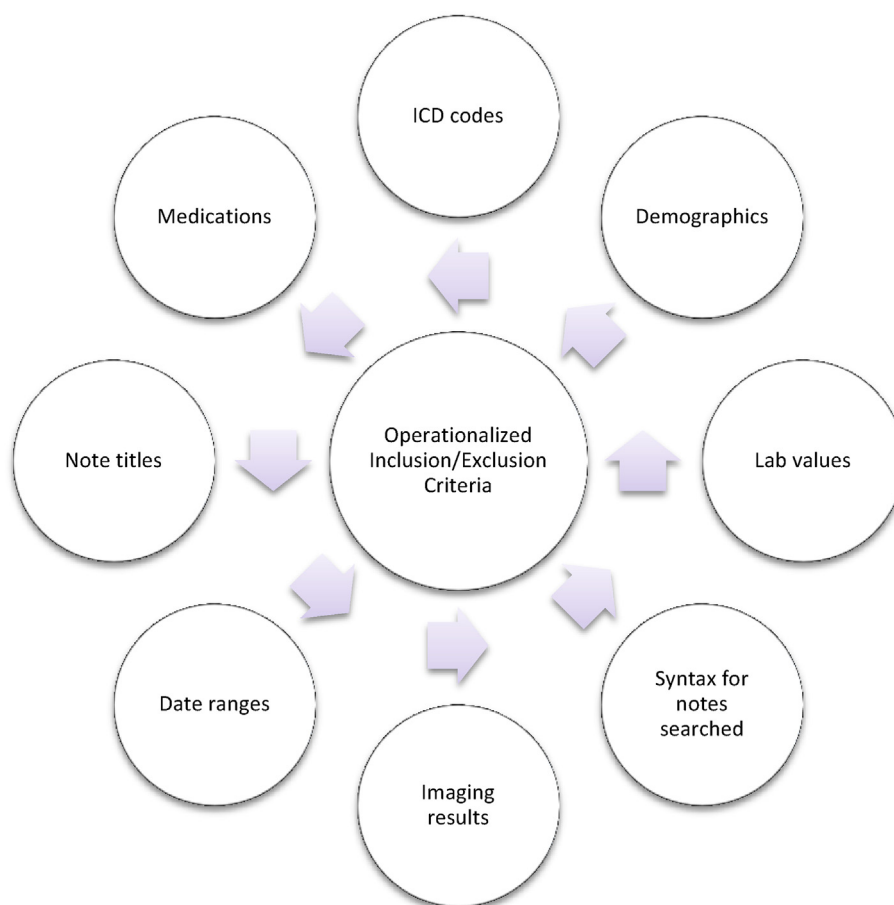 ICD codes
Medications
Demographics
Operationalized
Inclusion/Exclusion
Criteria
Note titles
Lab values
Date ranges
Syntax for
notes
searched
Imaging
results